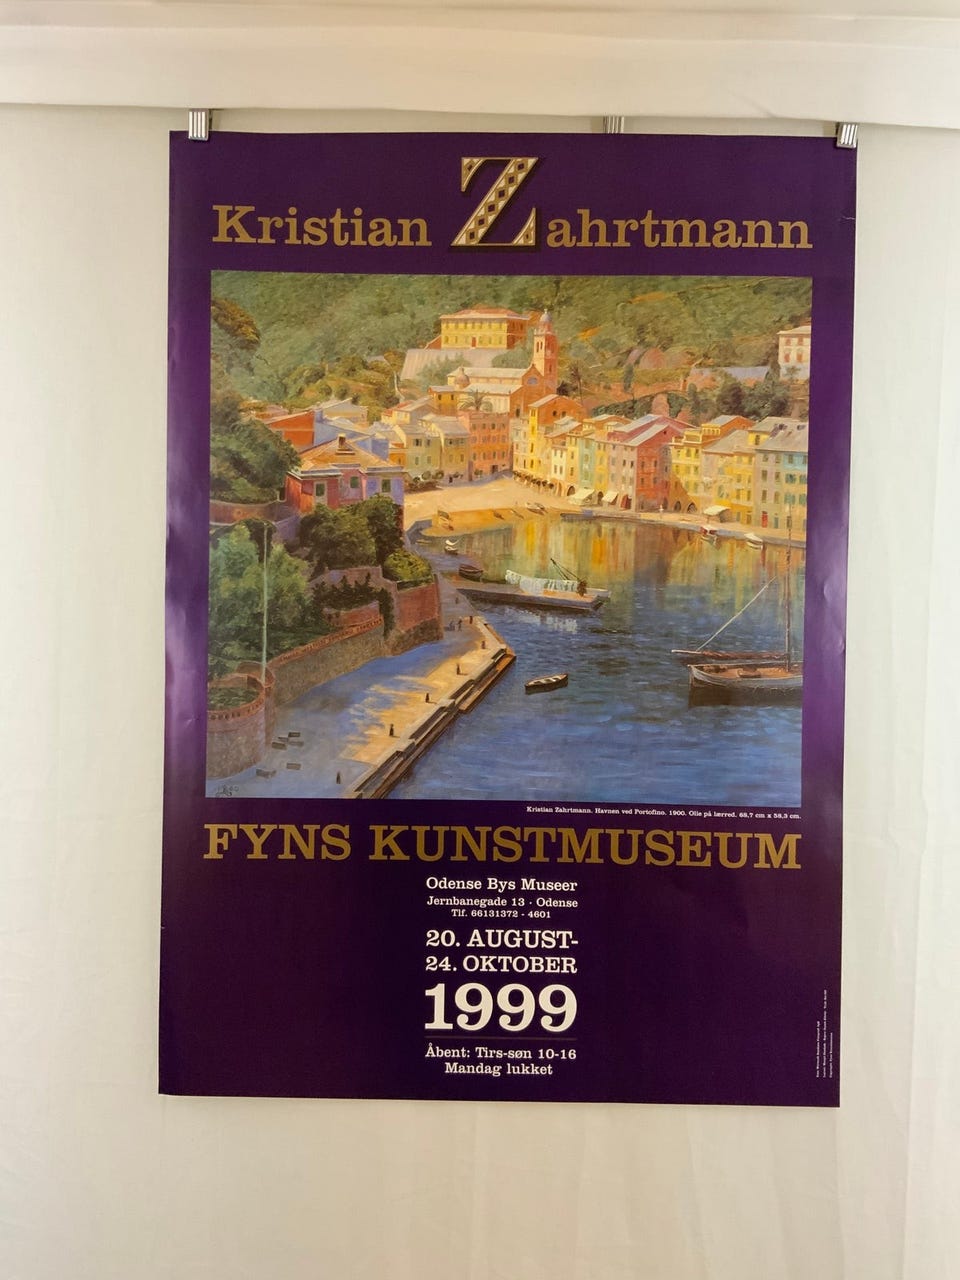 Kristian Zahrtmann
Kristian Zahrtmann. Havnen ved Portofino. 1900. Olie på lærred. 68,7 cm x 58,3 cm.
FYNS KUNSTMUSEUM
Odense Bys Museer
Jernbanegade 13 · Odense
Tlf. 66131372 - 4601
20. AUGUST-
24. OKTOBER
1999
Åbent: Tirs-søn 10-16
Mandag lukket